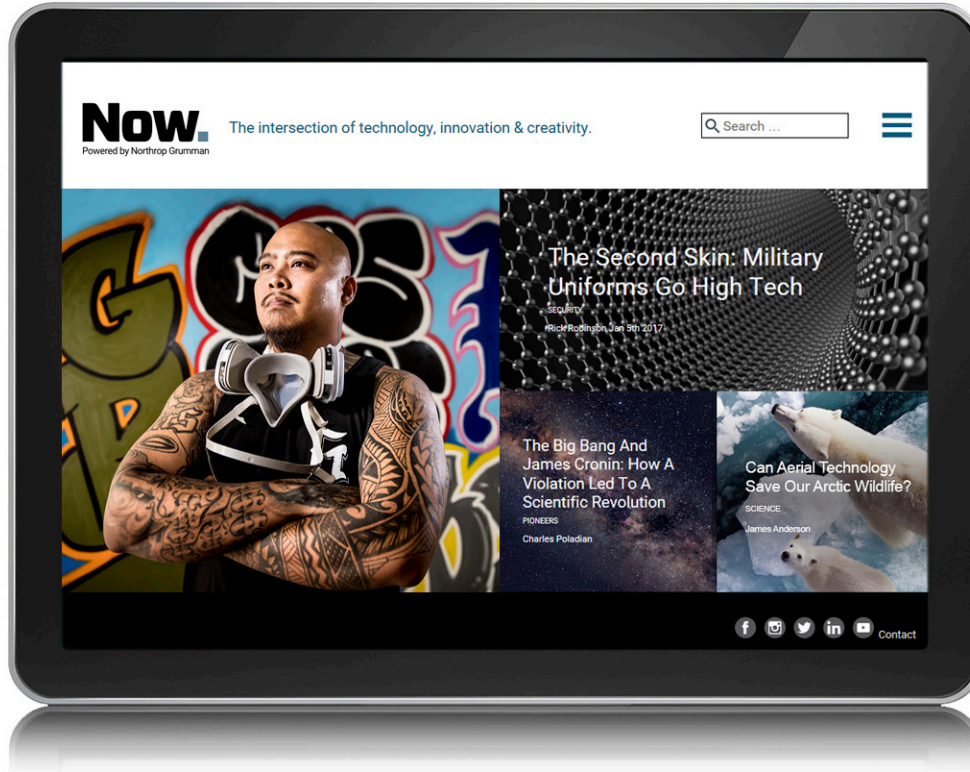 Now.
Powered by Northrop Grumman
The intersection of technology, innovation & creativity.
Search ...
The Second Skin: Military
Uniforms Go High Tech
SECURITY
Rick Robinson Jan 5th 2017
The Big Bang And
James Cronin: How A
Violation Led To A
Scientific Revolution
PIONEERS
Charles Poladian
Can Aerial Technology
Save Our Arctic Wildlife?
SCIENCE
James Anderson
Contact